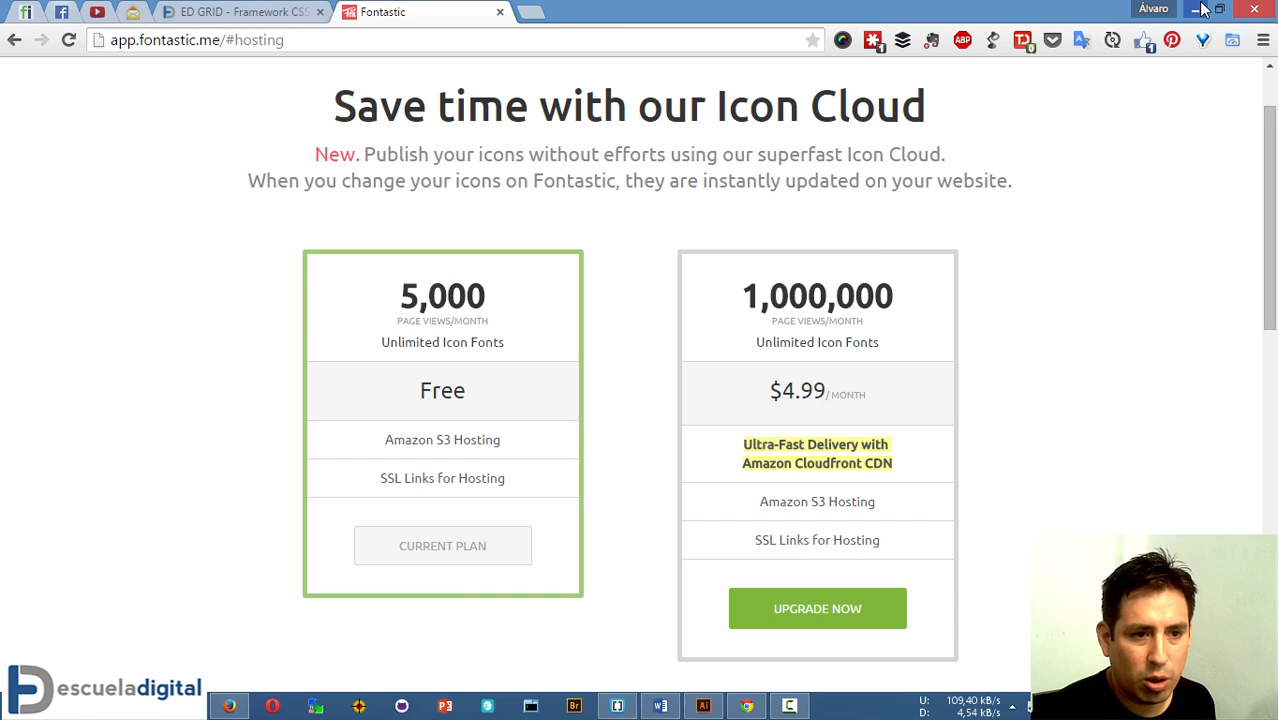 ED GRID - Framework CSS
Fontastic
Álvaro
app.fontastic.me/#hosting
Save time with our Icon Cloud
New. Publish your icons without efforts using our superfast Icon Cloud.
When you change your icons on Fontastic, they are instantly updated on your website.
5,000
PAGE VIEWS/MONTH
Unlimited Icon Fonts
Free
Amazon S3 Hosting
SSL Links for Hosting
CURRENT PLAN
1,000,000
PAGE VIEWS/MONTH
Unlimited Icon Fonts
$4.99/ MONTH
Ultra-Fast Delivery with
Amazon Cloudfront CDN
Amazon S3 Hosting
SSL Links for Hosting
UPGRADE NOW
escueladigital
U: 109,40 kB/s
D: 4,54 kB/s